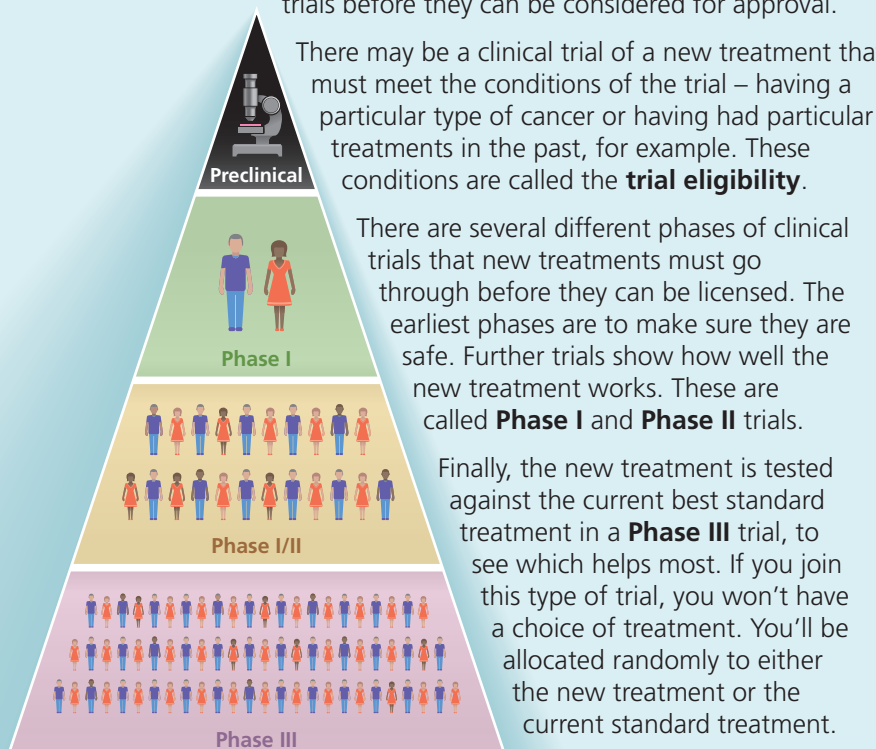 trials before they can be considered for approval.
There may be a clinical trial of a new treatment tha
must meet the conditions of the trial – having a
particular type of cancer or having had particular
treatments in the past, for example. These
conditions are called the trial eligibility.
There are several different phases of clinical
trials that new treatments must go
through before they can be licensed. The
earliest phases are to make sure they are
safe. Further trials show how well the
new treatment works. These are
called Phase I and Phase II trials.
Finally, the new treatment is tested
against the current best standard
treatment in a Phase III trial, to
see which helps most. If you join
this type of trial, you won’t have
a choice of treatment. You’ll be
allocated randomly to either
the new treatment or the
current standard treatment.
Preclinical
Phase I
Phase I/II
Phase III